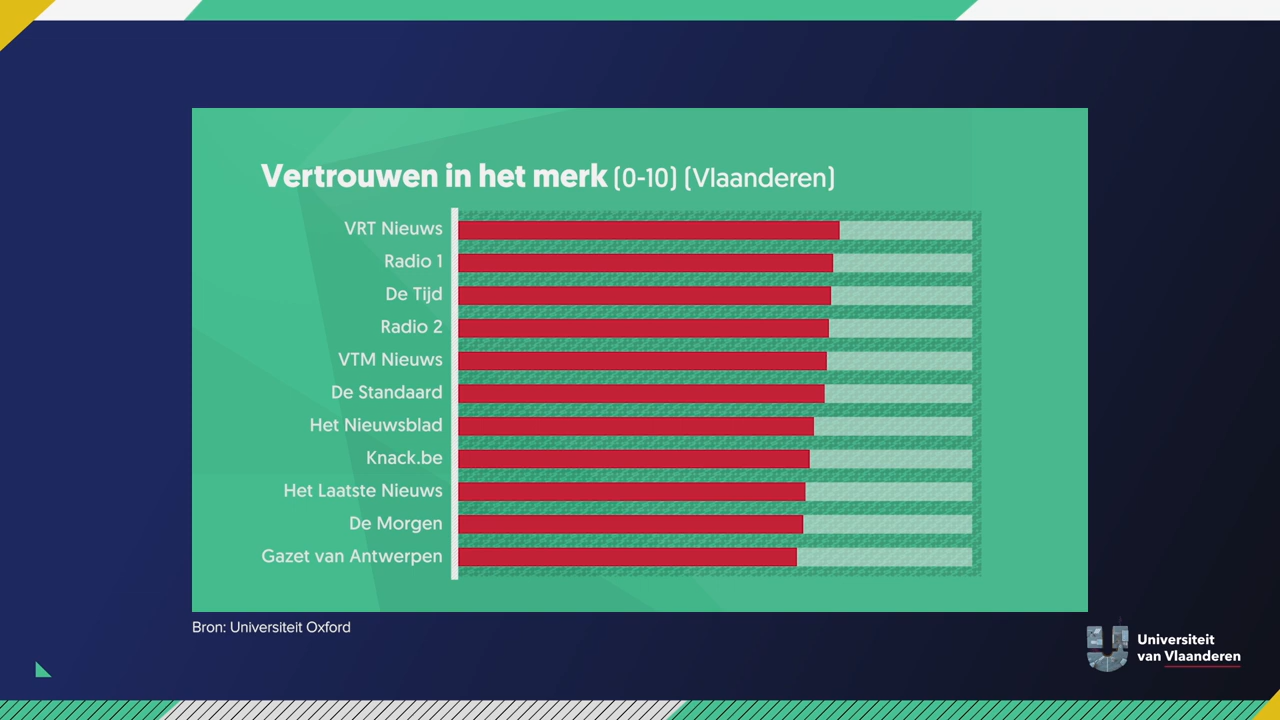 Vertrouwen in het merk (0-10) (Vlaanderen)
VRT Nieuws
Radio 1
De Tijd
Radio 2
VTM Nieuws
De Standaard
Het Nieuwsblad
Knack.be
Het Laatste Nieuws
De Morgen
Gazet van Antwerpen
Bron: Universiteit Oxford
Universiteit
van Vlaanderen